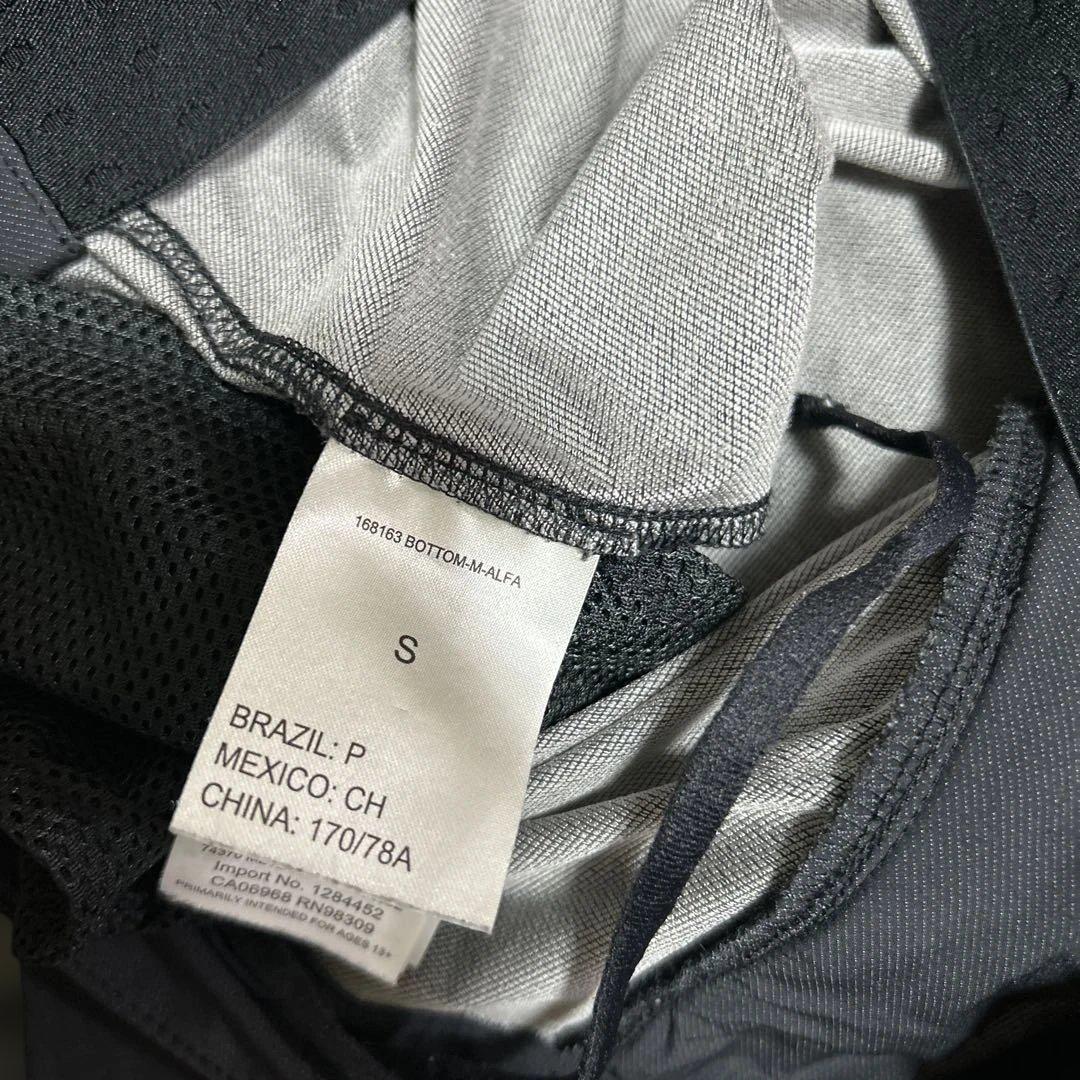 168163 BOTTOM-M-ALFA
S
BRAZIL: P
MEXICO: CH
CHINA: 170/78A
Import No. 1284452
CA06968 RN98309
PRIMARILY INTENDED FOR AGES 13+